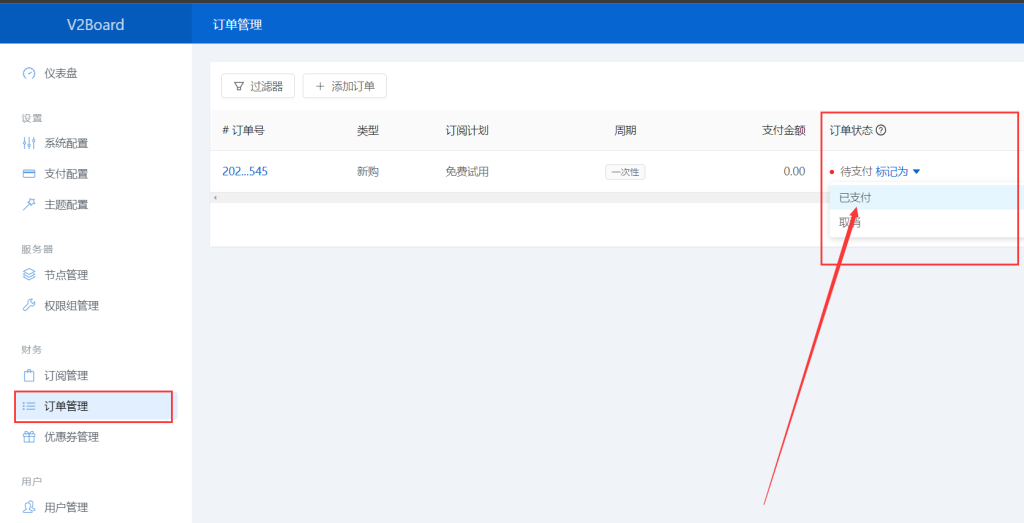 V2Board
订单管理
仪表盘
设置
系统配置
支付配置
主题配置
服务器
节点管理
权限组管理
财务
订阅管理
订单管理
优惠券管理
用户
用户管理
过滤器
+ 添加订单
# 订单号 类型 订阅计划 周期 支付金额 订单状态 ?
202...545 新购 免费试用 一次性 0.00 待支付 标记为
已支付
取消